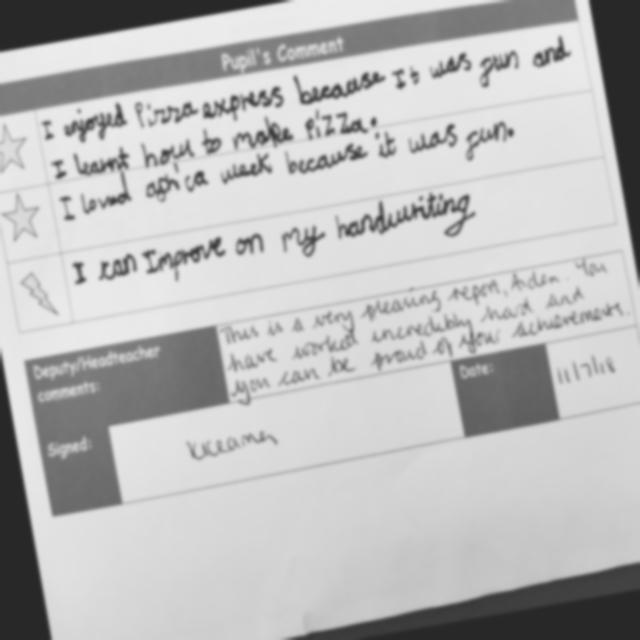 Pupil's Comment
I enjoyed Pizza express because It was fun and
I learnt how to make PiZZa.
I loved africa week because it was fun.
I can Improve on my handwriting
Deputy/Headteacher
comments:
This is a very pleasing report, Aiden. You
have worked incredibly hard and
you can be proud of your achievements.
Signed:
Date:
11/7/18